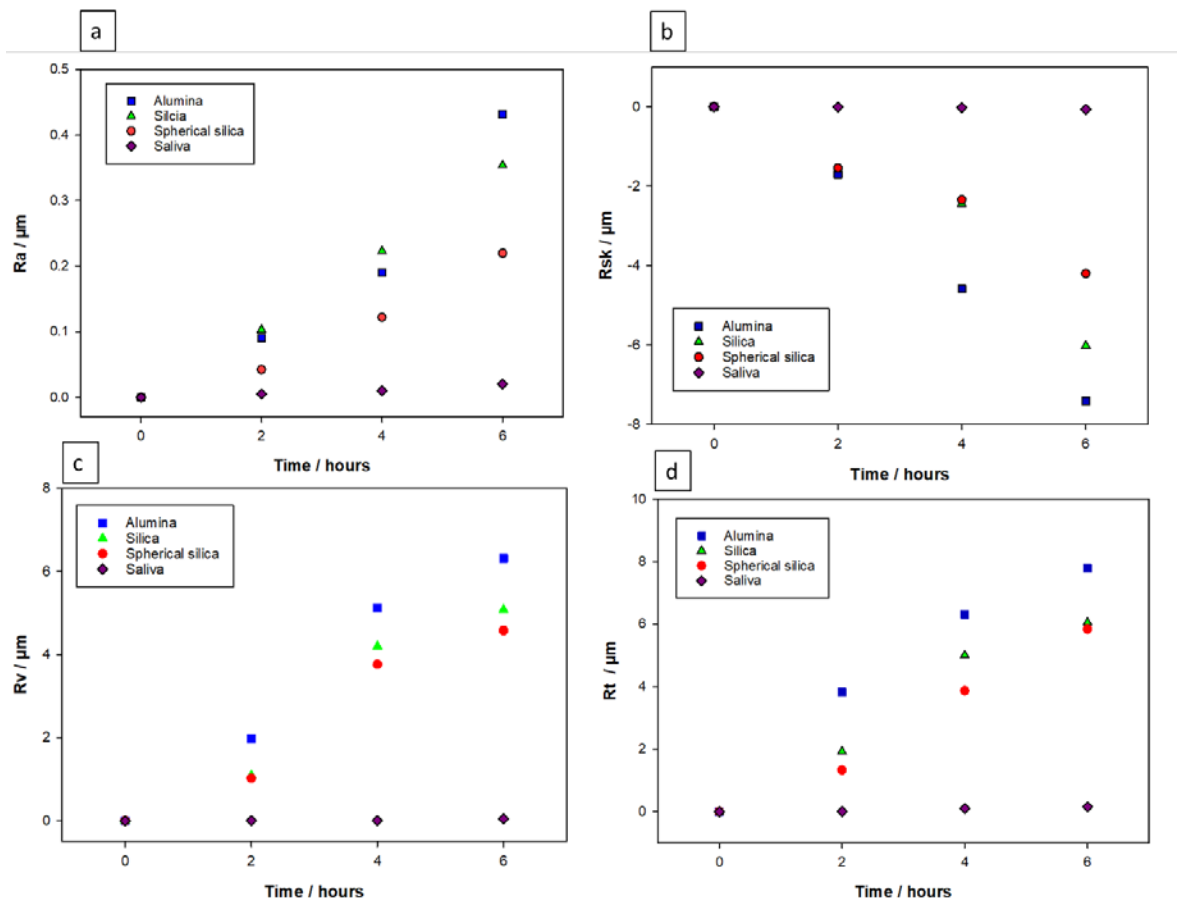 a
Ra / µm
0.5
0.4
0.3
0.2
0.1
0.0
Alumina
Silcia
Spherical silica
Saliva
0 2 4 6
Time / hours
b
Rsk / µm
0
-2
-4
-6
-8
Alumina
Silica
Spherical silica
Saliva
0 2 4 6
Time / hours
c
Rv / µm
8
6
4
2
0
Alumina
Silica
Spherical silica
Saliva
0 2 4 6
Time / hours
d
Rt / µm
10
8
6
4
2
0
Alumina
Silica
Spherical silica
Saliva
0 2 4 6
Time / hours